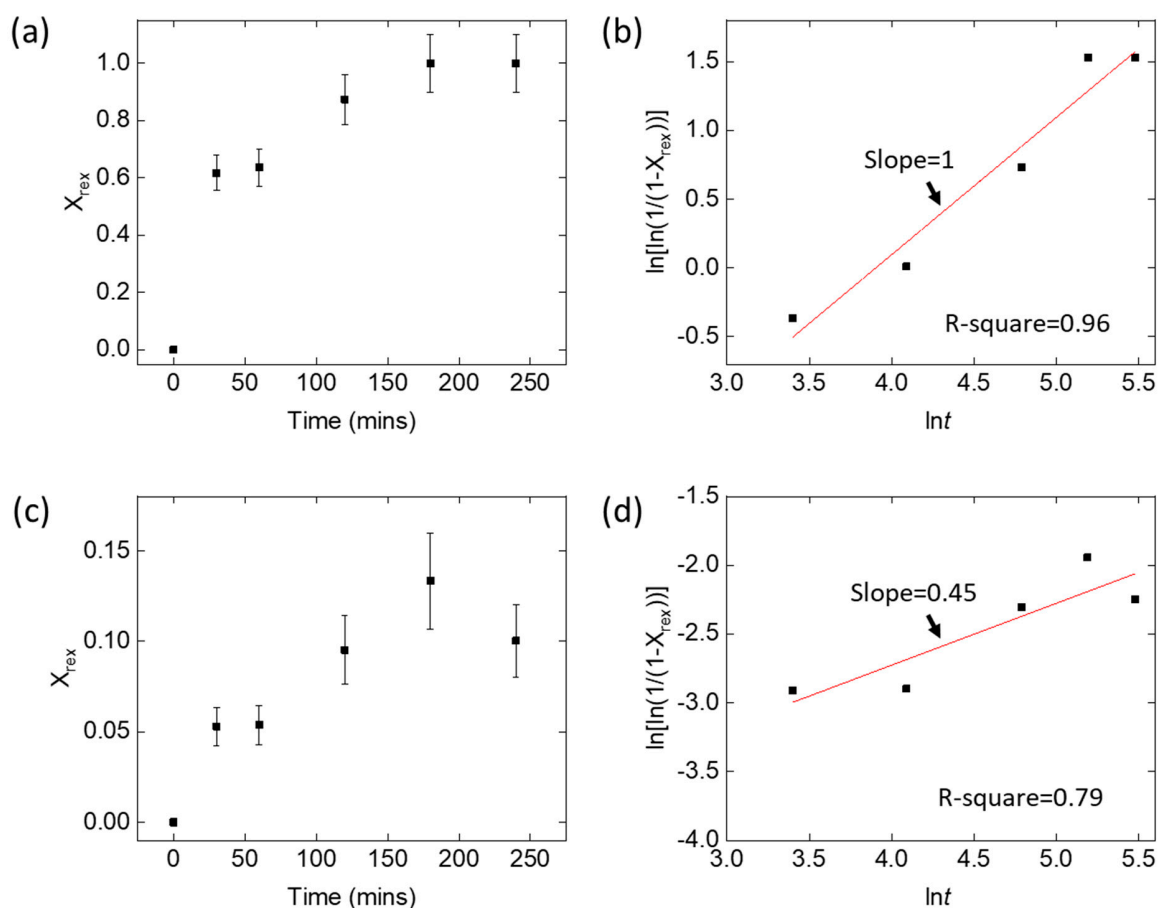 (a)
1.0
0.8
0.6
0.4
0.2
0.0
X_rex
0 50 100 150 200 250
Time (mins)
(b)
1.5
1.0
0.5
0.0
-0.5
ln[ln(1/(1-X_rex))]
Slope=1
R-square=0.96
3.0 3.5 4.0 4.5 5.0 5.5
lnt
(c)
0.15
0.10
0.05
0.00
X_rex
0 50 100 150 200 250
Time (mins)
(d)
-1.5
-2.0
-2.5
-3.0
-3.5
-4.0
ln[ln(1/(1-X_rex))]
Slope=0.45
R-square=0.79
3.0 3.5 4.0 4.5 5.0 5.5
lnt